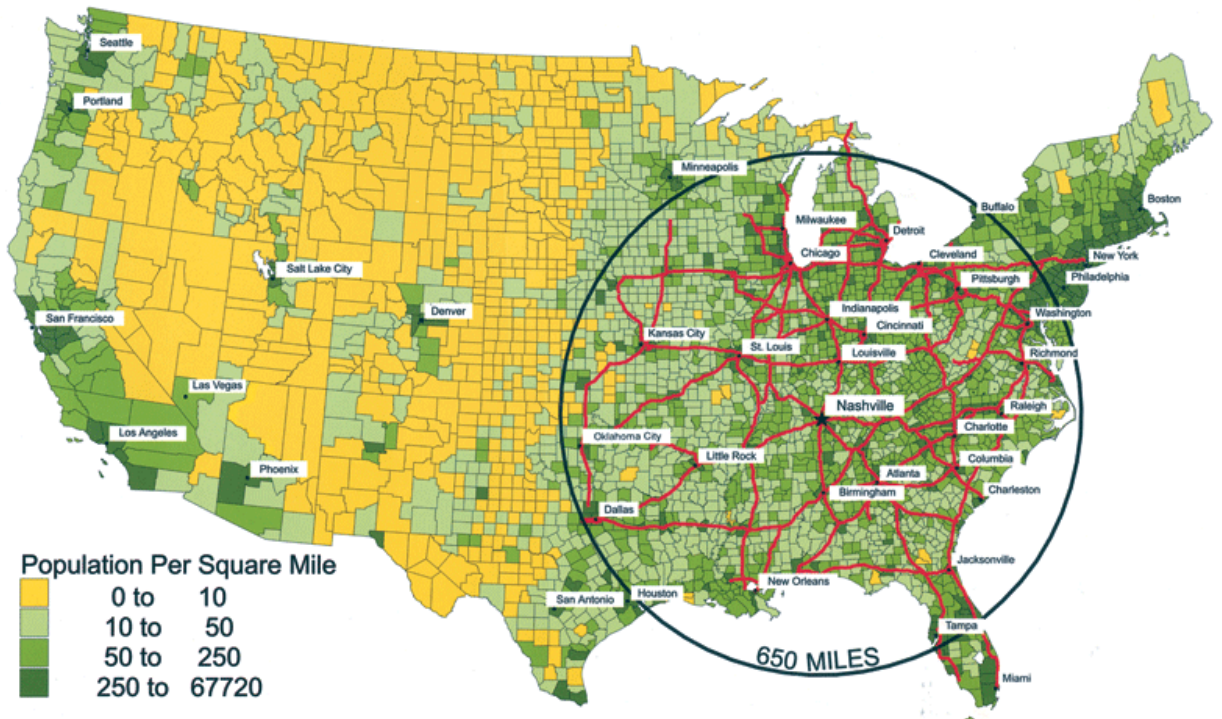 Seattle
Portland
Minneapolis
Boston
Buffalo
Milwaukee
Detroit
Cleveland
New York
Chicago
Salt Lake City
Pittsburgh
Philadelphia
San Francisco
Denver
Indianapolis
Washington
Cincinnati
Kansas City
St. Louis
Louisville
Richmond
Las Vegas
Nashville
Raleigh
Los Angeles
Oklahoma City
Charlotte
Phoenix
Little Rock
Columbia
Atlanta
Birmingham
Charleston
Dallas
Jacksonville
New Orleans
San Antonio
Houston
Tampa
650 MILES
Miami
Population Per Square Mile
0 to 10
10 to 50
50 to 250
250 to 67720